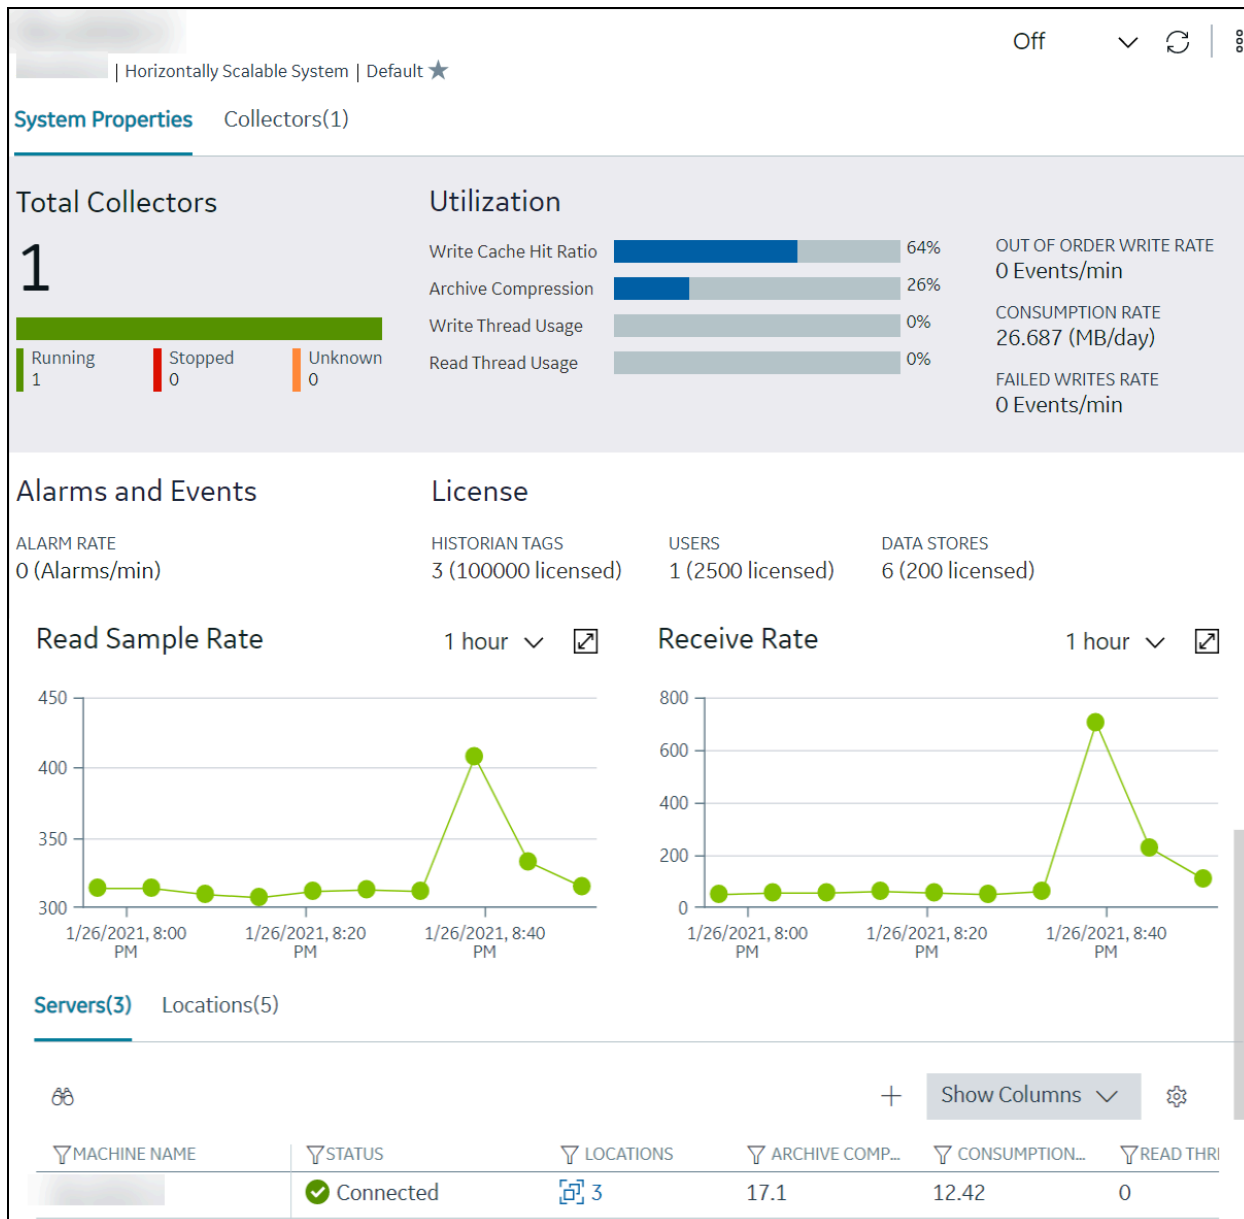 Off
| Horizontally Scalable System | Default
System Properties Collectors(1)
Total Collectors
1
Running
1
Stopped
0
Unknown
0
Utilization
Write Cache Hit Ratio 64%
Archive Compression 26%
Write Thread Usage 0%
Read Thread Usage 0%
OUT OF ORDER WRITE RATE
0 Events/min
CONSUMPTION RATE
26.687 (MB/day)
FAILED WRITES RATE
0 Events/min
Alarms and Events
ALARM RATE
0 (Alarms/min)
License
HISTORIAN TAGS
3 (100000 licensed)
USERS
1 (2500 licensed)
DATA STORES
6 (200 licensed)
Read Sample Rate 1 hour
450
400
350
300
1/26/2021, 8:00
PM
1/26/2021, 8:20
PM
1/26/2021, 8:40
PM
Receive Rate 1 hour
800
600
400
200
0
1/26/2021, 8:00
PM
1/26/2021, 8:20
PM
1/26/2021, 8:40
PM
Servers(3) Locations(5)
Show Columns
MACHINE NAME STATUS LOCATIONS ARCHIVE COMP... CONSUMPTION... READ THRI
Connected 3 17.1 12.42 0